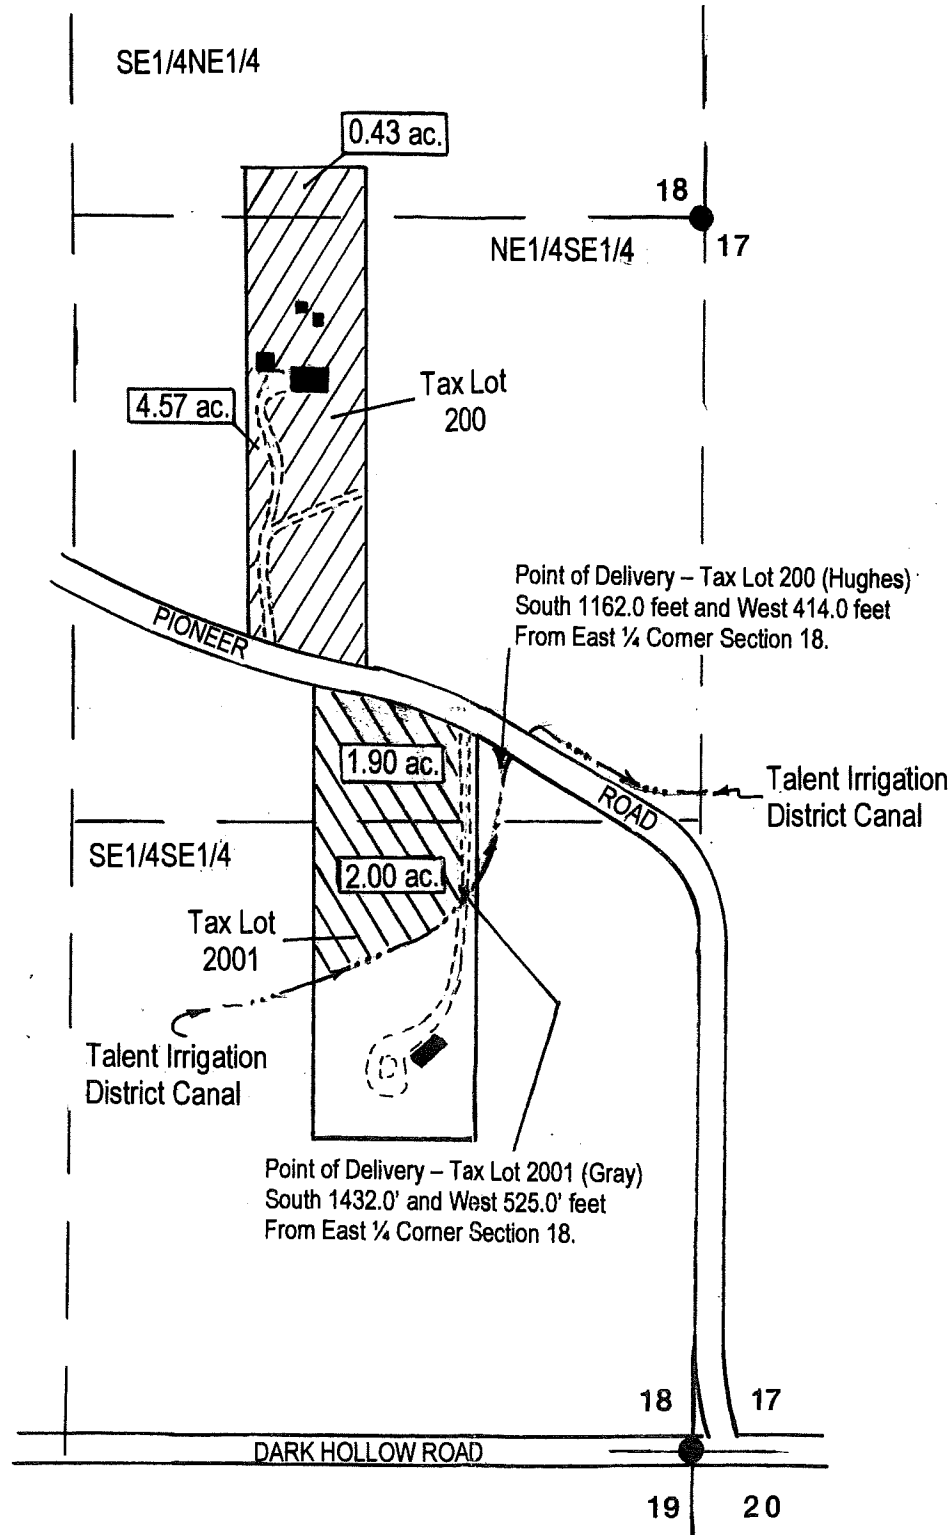 SE1/4NE1/4
0.43 ac.
18
17
NE1/4SE1/4
4.57 ac.
Tax Lot
200
Point of Delivery – Tax Lot 200 (Hughes)
South 1162.0 feet and West 414.0 feet
From East ¼ Corner Section 18.
PIONEER
1.90 ac.
ROAD
Talent Irrigation
District Canal
SE1/4SE1/4
2.00 ac.
Tax Lot
2001
Talent Irrigation
District Canal
Point of Delivery – Tax Lot 2001 (Gray)
South 1432.0' and West 525.0' feet
From East ¼ Corner Section 18.
18
17
DARK HOLLOW ROAD
19
20